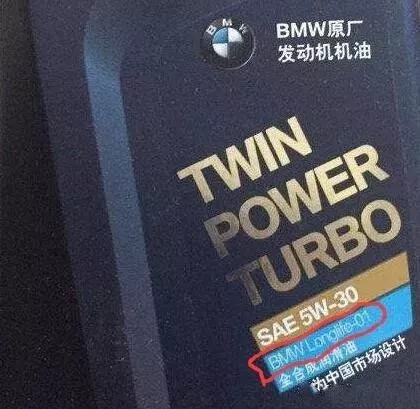 BMW
BMW原厂
发动机机油
TWIN
POWER
TURBO
SAE 5W-30
BMW Longlife-01
全合成润滑油
为中国市场设计